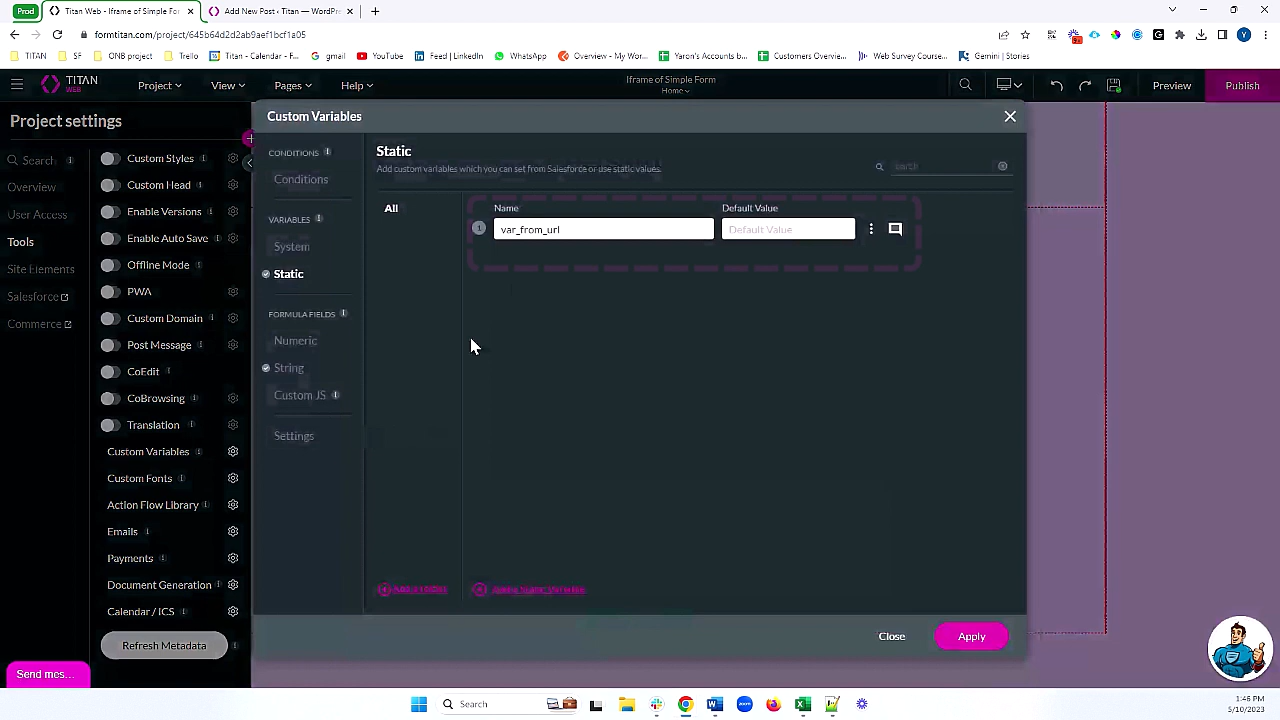 Prod
Titan Web - Iframe of Simple For
Add New Post ‹ Titan — WordPre
formtitan.com/project/645b64d2d2ab9aef1bcf1a05
TITAN
SF
ONB project
Trello
Titan - Calendar - F...
gmail
YouTube
Feed | LinkedIn
WhatsApp
Overview - My Wor...
Yaron's Accounts
Customers Overvie...
Web Survey Course...
Gemini | Stories
TITAN
WEB
Project
View
Pages
Help
Iframe of Simple Form
Home
Preview
Publish
Project settings
Search
Overview
User Access
Tools
Site Elements
Salesforce
Commerce
Custom Styles
Custom Head
Enable Versions
Enable Auto Save
Offline Mode
PWA
Custom Domain
Post Message
CoEdit
CoBrowsing
Translation
Custom Variables
Custom Fonts
Action Flow Library
Emails
Payments
Document Generation
Calendar / ICS
Refresh Metadata
Send mes...
Custom Variables
CONDITIONS
Conditions
VARIABLES
System
Static
FORMULA FIELDS
Numeric
String
Custom JS
Settings
Static
Add custom variables which you can set from Salesforce or use static values.
All
Name
Default Value
1
var_from_url
Default Value
Close
Apply
Search
1:46 PM
5/10/2023